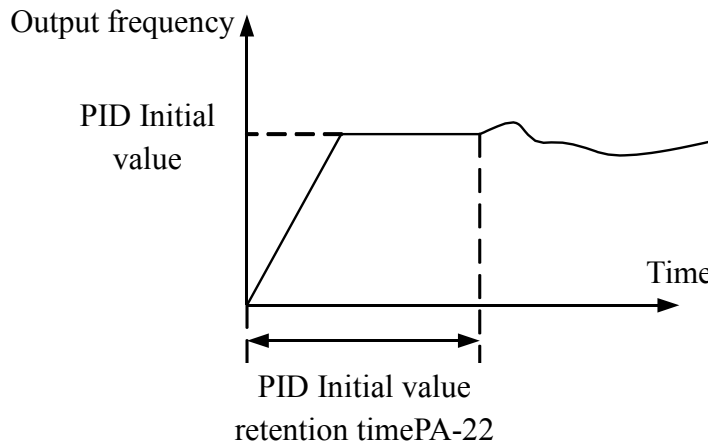 Output frequency
PID Initial
value
Time
PID Initial value
retention timePA-22